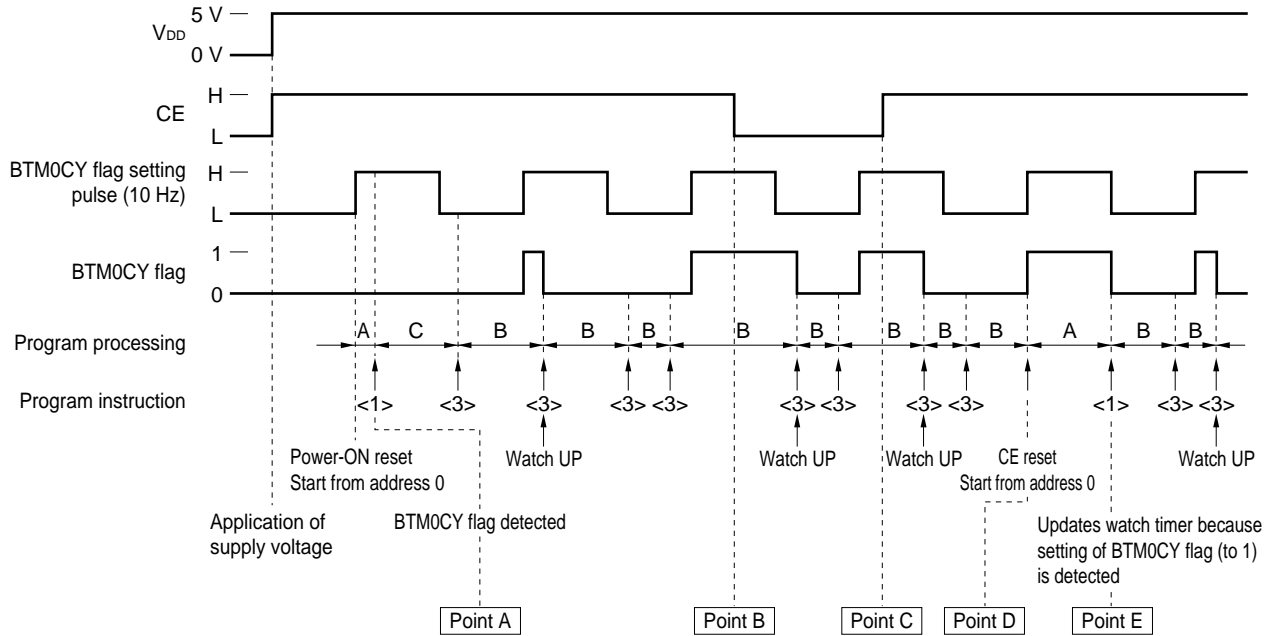 5 V
VDD
0 V
H
CE
L
BTM0CY flag setting
pulse (10 Hz)
H
L
1
BTM0CY flag
0
Program processing
A C B B B B B B B B A B B
Program instruction
<1> <3> <3> <3> <3> <3> <3> <3> <3> <1> <3> <3>
Power-ON reset
Start from address 0
Watch UP
Watch UP
Watch UP
CE reset
Start from address 0
Watch UP
Application of
supply voltage
BTM0CY flag detected
Updates watch timer because
setting of BTM0CY flag (to 1)
is detected
Point A
Point B
Point C
Point D
Point E